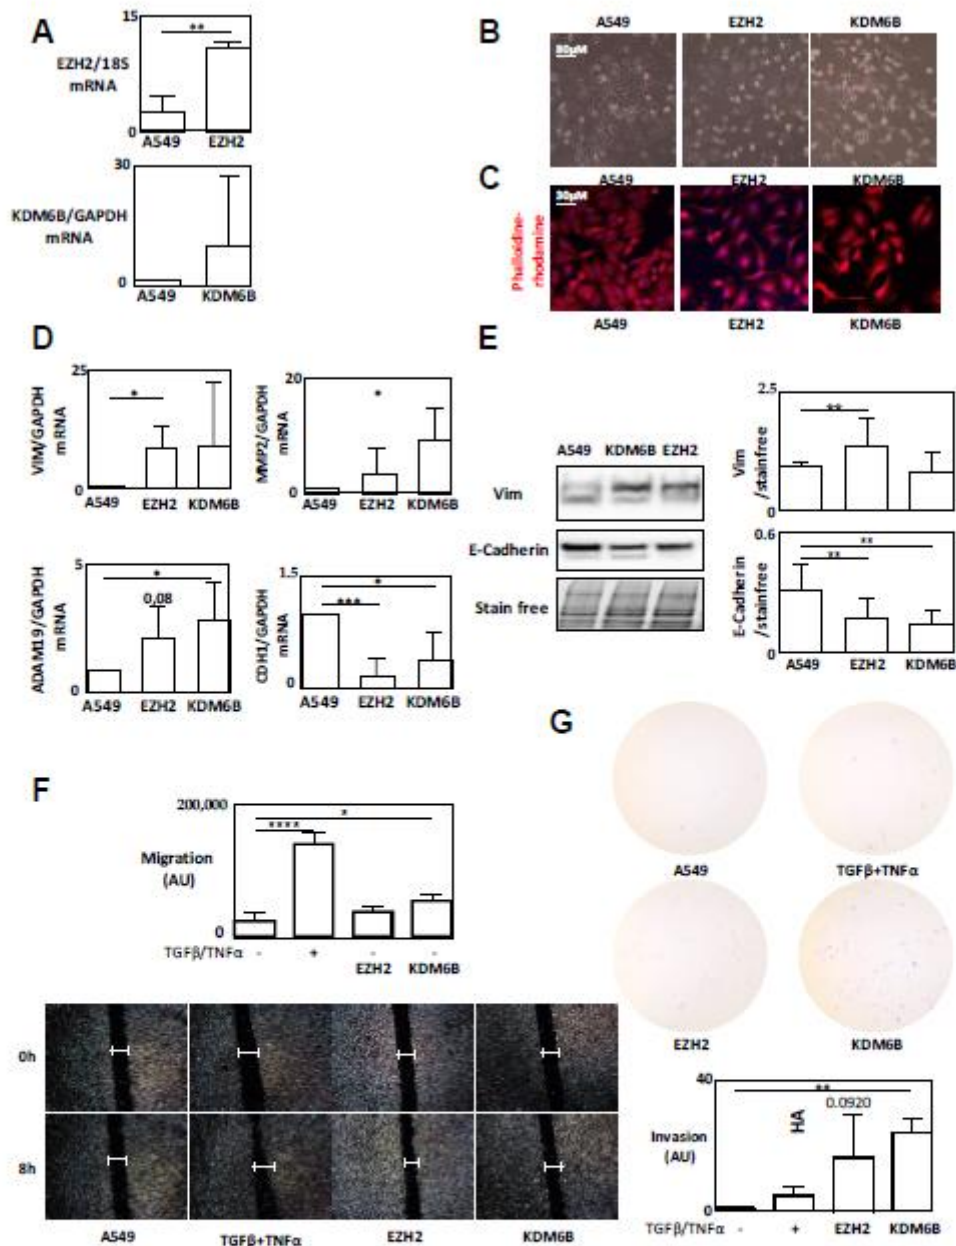 A
15
**
EZH2/18S
mRNA
0
A549 EZH2
30
KDM6B/GAPDH
mRNA
0
A549 KDM6B
B
A549 EZH2 KDM6B
80µM
C
A549 EZH2 KDM6B
30µM
Phalloidine-
rhodamine
A549 EZH2 KDM6B
D
25
*
VIM/GAPDH
mRNA
0
A549 EZH2 KDM6B
20
*
MMP2/GAPDH
mRNA
0
A549 EZH2 KDM6B
5
*
0,08
ADAM19/GAPDH
mRNA
0
A549 EZH2 KDM6B
1.5
*
***
CDH1/GAPDH
mRNA
0
A549 EZH2 KDM6B
E
A549 KDM6B EZH2
Vim
E-Cadherin
Stain free
2.5
**
Vim
/stainfree
0
0.6
**
**
E-Cadherin
/stainfree
0
A549 EZH2 KDM6B
F
200,000
*
****
Migration
(AU)
0
TGFβ/TNFα - + - -
EZH2 KDM6B
0h
8h
A549 TGFβ+TNFα EZH2 KDM6B
G
A549 TGFβ+TNFα
EZH2 KDM6B
40
**
0.0920
HA
Invasion
(AU)
0
TGFβ/TNFα - + EZH2 KDM6B